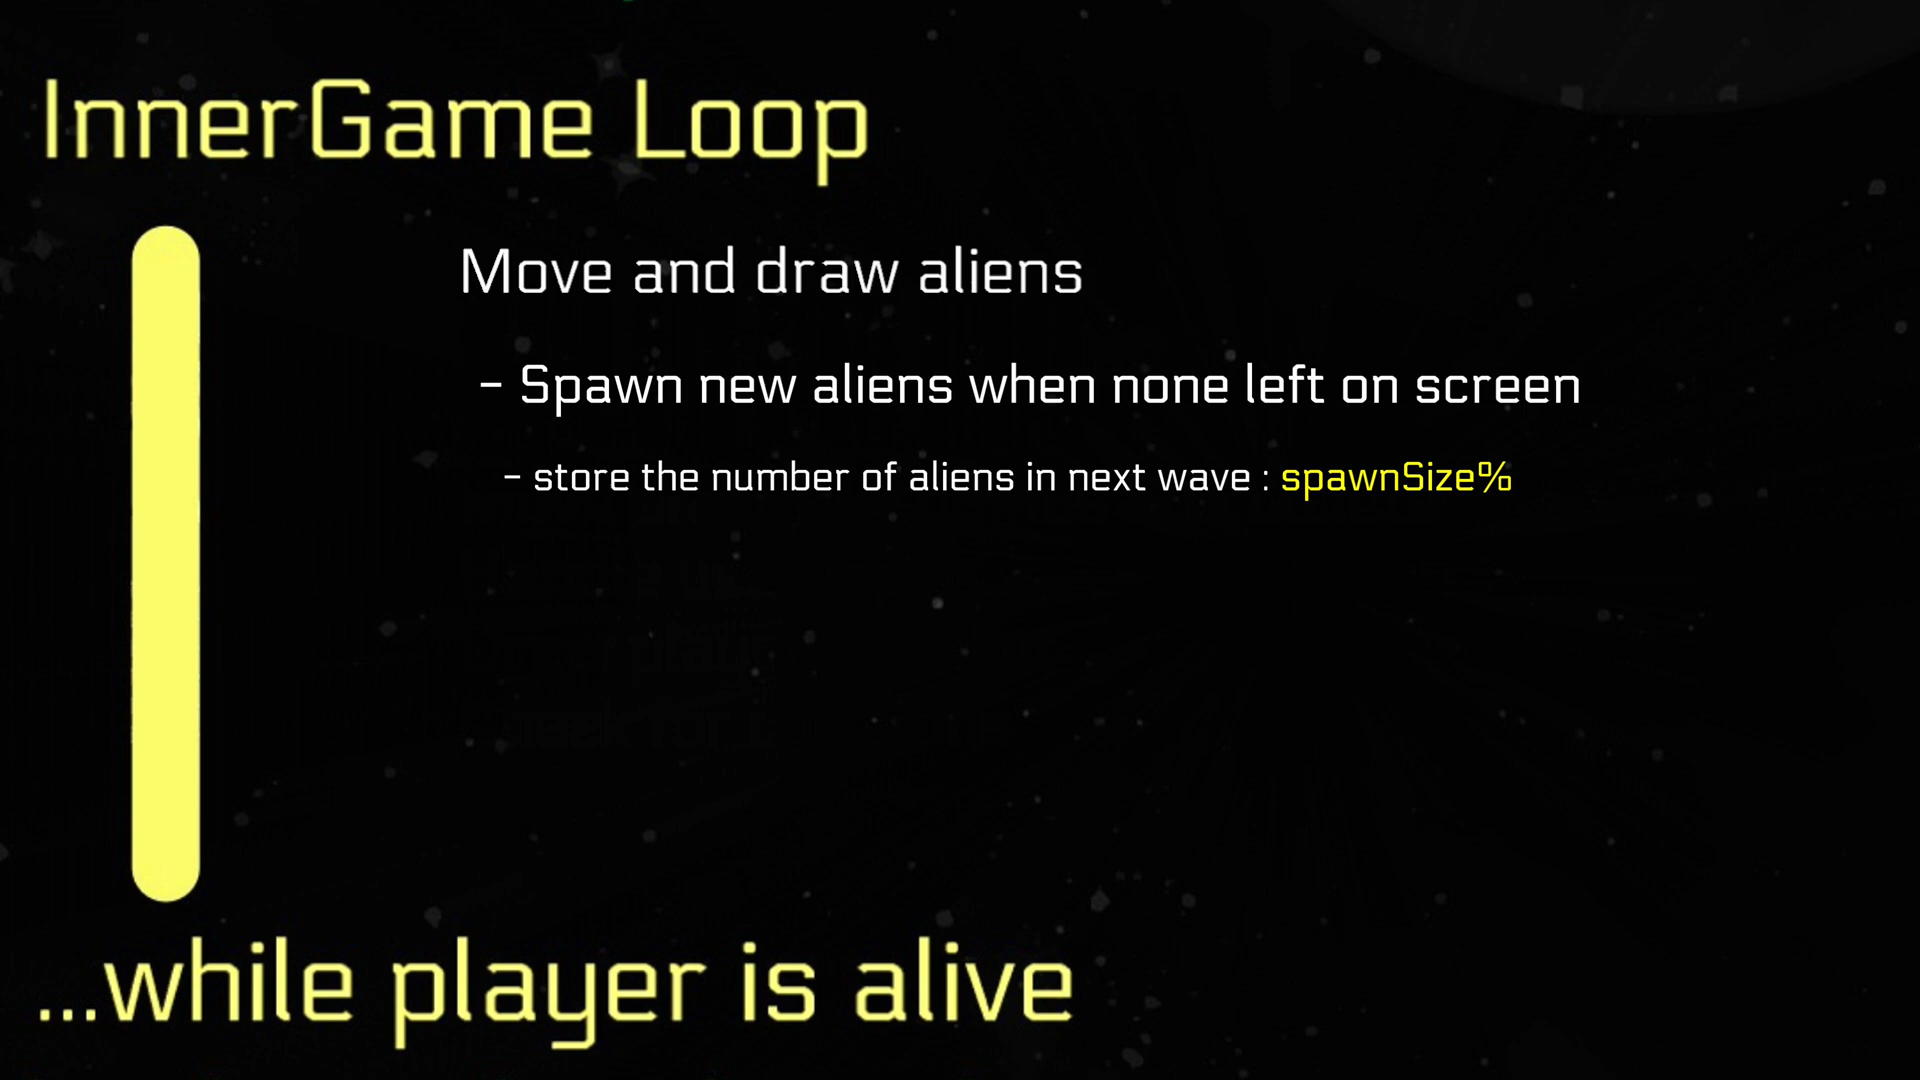 InnerGame Loop
Move and draw aliens
- Spawn new aliens when none left on screen
- store the number of aliens in next wave : spawnSize%
...while player is alive